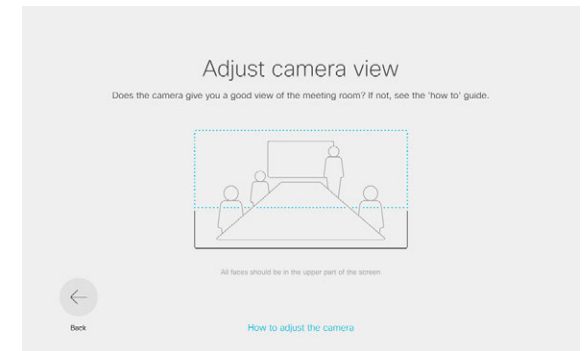 Adjust camera view
Does the camera give you a good view of the meeting room? If not, see the 'how to' guide.
All faces should be in the upper part of the screen
Back
How to adjust the camera